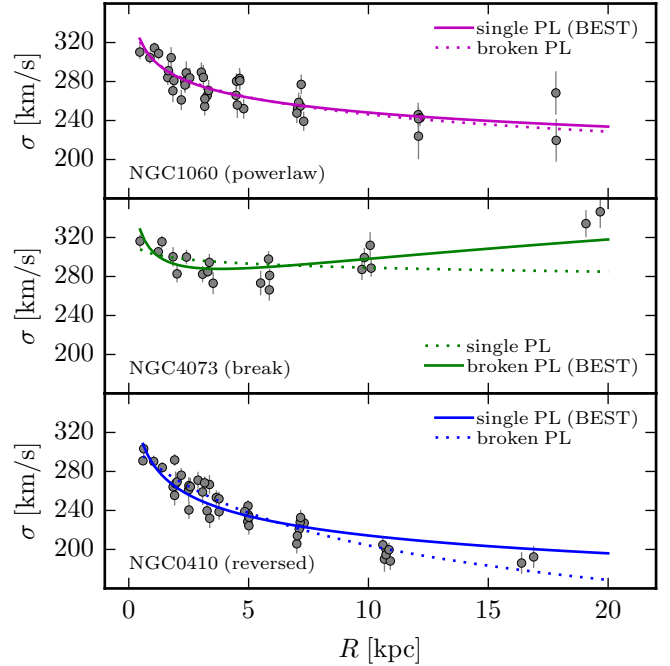 single PL (BEST)
broken PL
320
280
240
200
σ [km/s]
NGC1060 (powerlaw)
320
280
240
200
σ [km/s]
single PL
broken PL (BEST)
NGC4073 (break)
single PL (BEST)
broken PL
320
280
240
200
σ [km/s]
NGC0410 (reversed)
0 5 10 15 20
R [kpc]